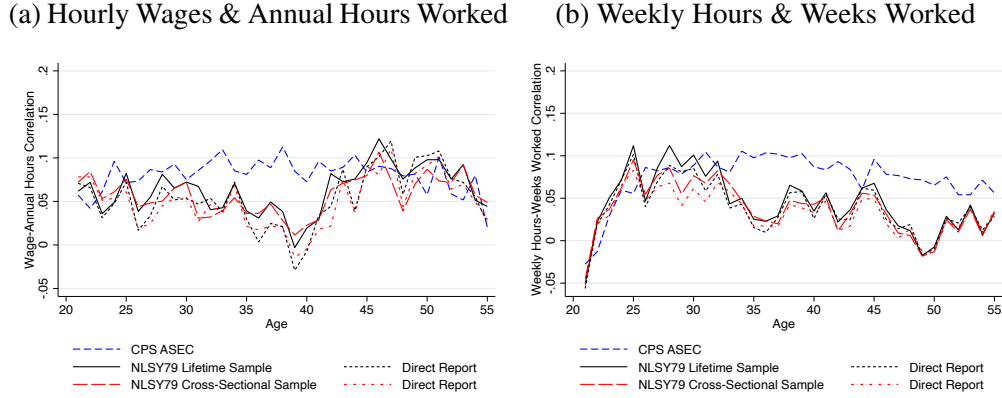 (a) Hourly Wages & Annual Hours Worked
(b) Weekly Hours & Weeks Worked
Wage-Annual Hours Correlation
.2
.15
.1
.05
0
-.05
20 25 30 35 40 45 50 55
Age
CPS ASEC
NLSY79 Lifetime Sample Direct Report
NLSY79 Cross-Sectional Sample Direct Report
Weekly Hours-Weeks Worked Correlation
.2
.15
.1
.05
0
-.05
20 25 30 35 40 45 50 55
Age
CPS ASEC
NLSY79 Lifetime Sample Direct Report
NLSY79 Cross-Sectional Sample Direct Report